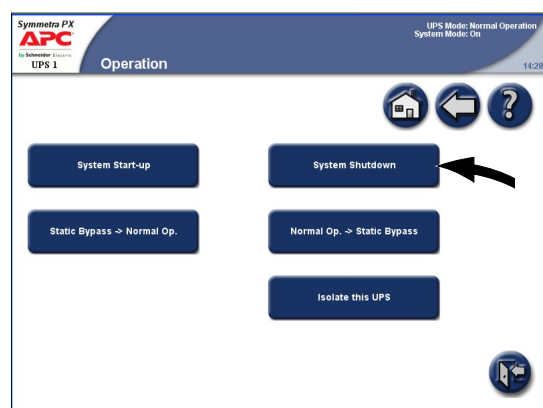 Symmetra PX
APC
by Schneider Electric
UPS 1
Operation
UPS Mode: Normal Operation
System Mode: On
14:28
?
System Start-up
System Shutdown
Static Bypass -> Normal Op.
Normal Op. -> Static Bypass
Isolate this UPS